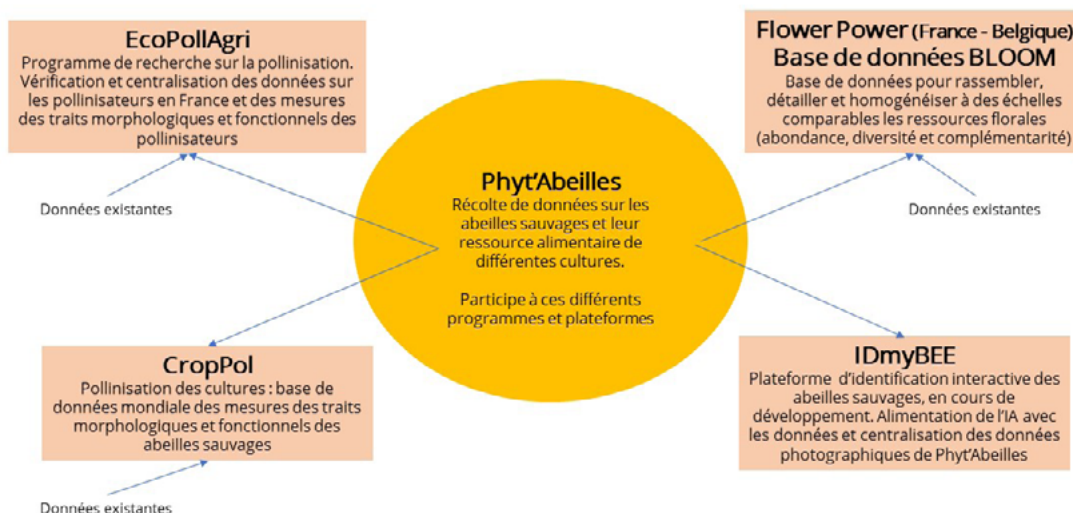 EcoPollAgri
Programme de recherche sur la pollinisation.
Vérification et centralisation des données sur
les pollinisateurs en France et des mesures
des traits morphologiques et fonctionnels des
pollinisateurs
Données existantes
Flower Power (France - Belgique)
Base de données BLOOM
Base de données pour rassembler,
détailler et homogénéiser à des échelles
comparables les ressources florales
(abondance, diversité et complémentarité)
Données existantes
Phyt'Abeilles
Récolte de données sur les
abeilles sauvages et leur
ressource alimentaire de
différentes cultures.
Participe à ces différents
programmes et plateformes
CropPol
Pollinisation des cultures : base de
données mondiale des mesures des traits
morphologiques et fonctionnels des
abeilles sauvages
Données existantes
IDmyBEE
Plateforme d'identification interactive des
abeilles sauvages, en cours de
développement. Alimentation de l'IA avec
les données et centralisation des données
photographiques de Phyt'Abeilles